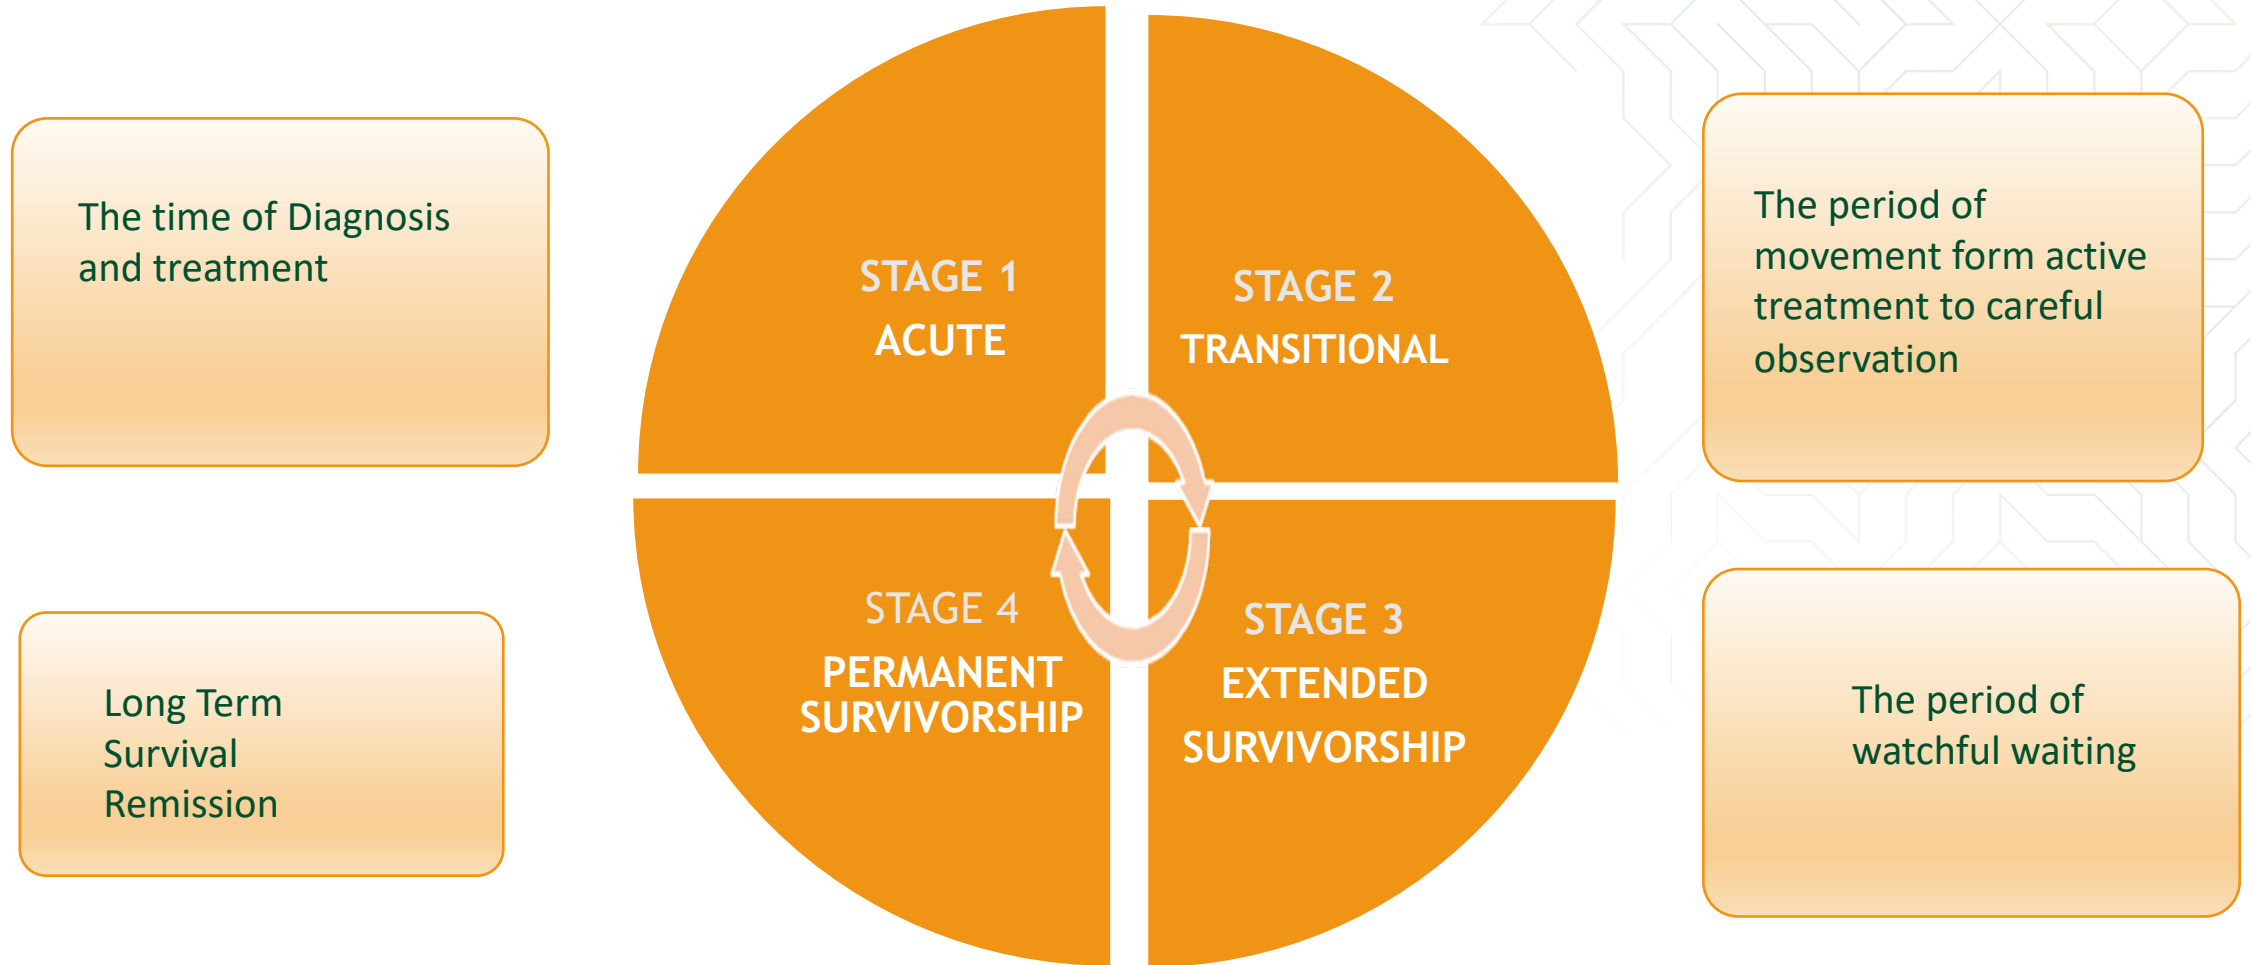 The time of Diagnosis
and treatment
STAGE 1
ACUTE
STAGE 2
TRANSITIONAL
The period of
movement form active
treatment to careful
observation
Long Term
Survival
Remission
STAGE 4
PERMANENT
SURVIVORSHIP
STAGE 3
EXTENDED
SURVIVORSHIP
The period of
watchful waiting